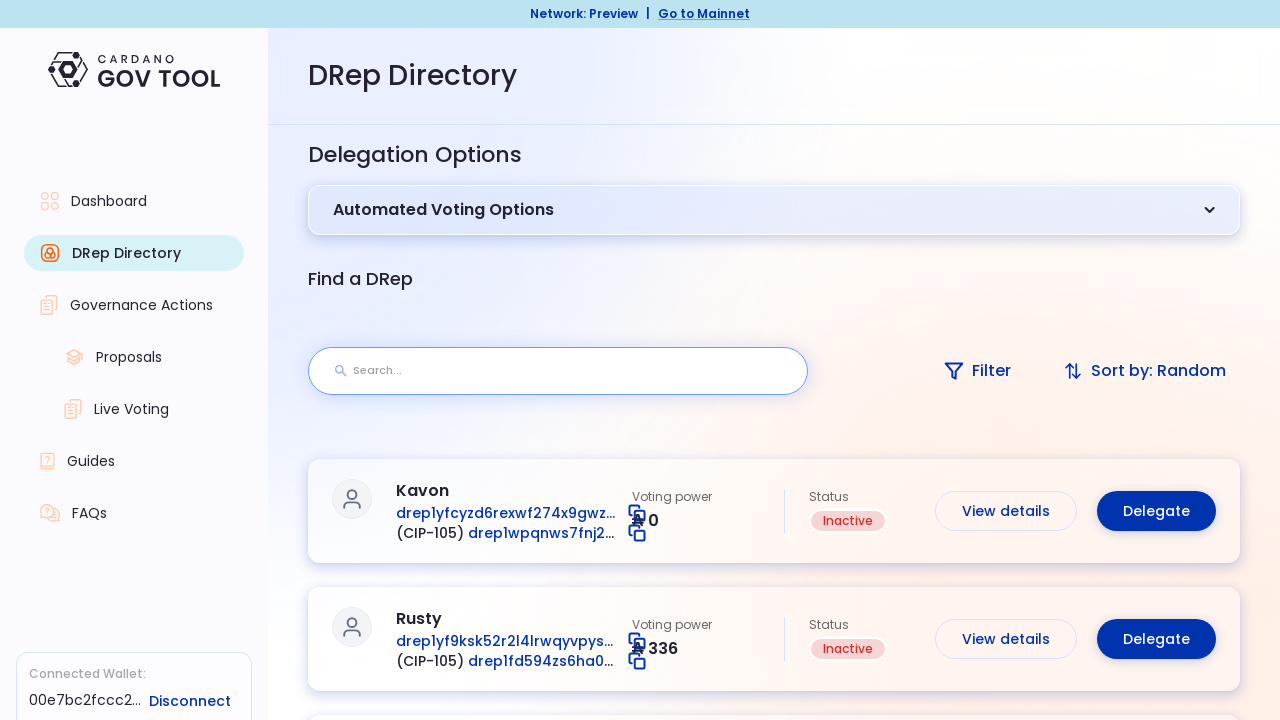 Network: Preview | Go to Mainnet
CARDANO
GOV TOOL
Dashboard
DRep Directory
Governance Actions
Proposals
Live Voting
Guides
FAQs
Connected Wallet:
00e7bc2fccc2... Disconnect
DRep Directory
Delegation Options
Automated Voting Options
Find a DRep
Search...
Filter
Sort by: Random
Kavon
drep1yfcyzd6rexwf274x9gwz...
(CIP-105) drep1wpqnws7fnj2...
Voting power
₳ 0
Status
Inactive
View details
Delegate
Rusty
drep1yf9ksk52r2l4lrwqyvpys...
(CIP-105) drep1fd594zs6ha0...
Voting power
₳ 336
Status
Inactive
View details
Delegate